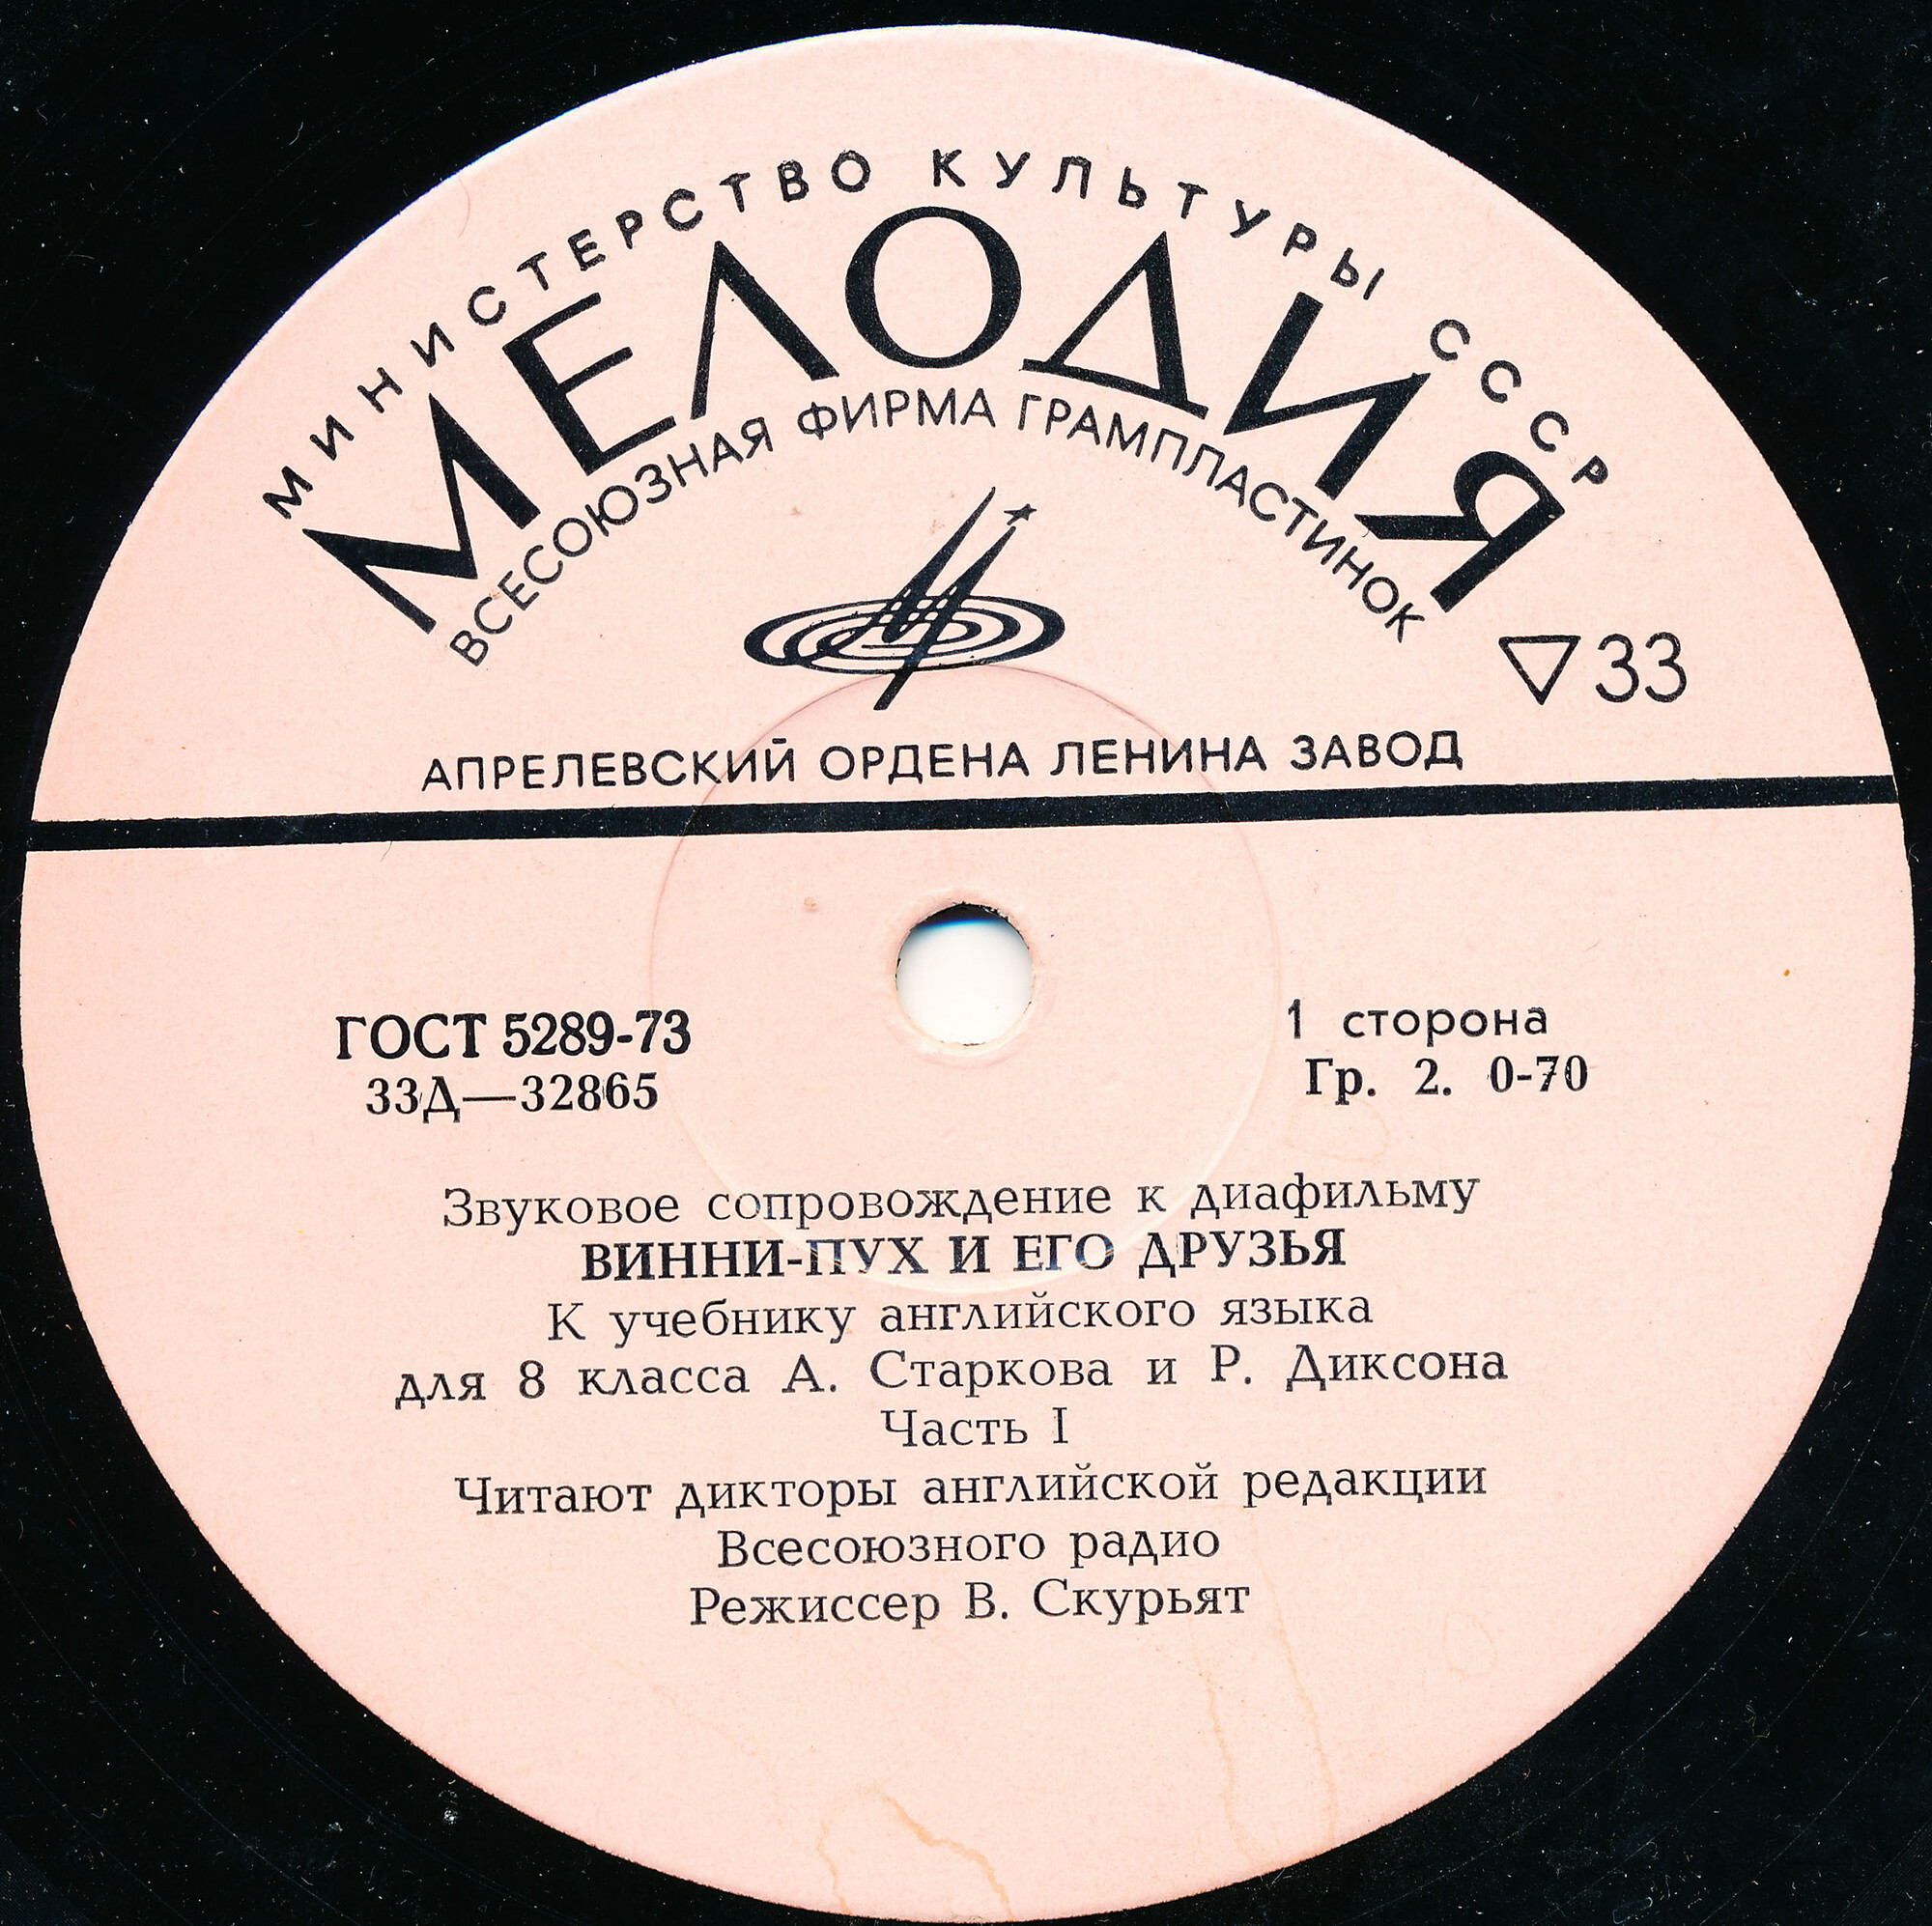 МИНИСТЕРСТВО КУЛЬТУРЫ СССР
МЕЛОДИЯ
ВСЕСОЮЗНАЯ ФИРМА ГРАМПЛАСТИНОК
33
АПРЕЛЕВСКИЙ ОРДЕНА ЛЕНИНА ЗАВОД
ГОСТ 5289-73
33Д—32865
1 сторона
Гр. 2. 0-70
Звуковое сопровождение к диафильму
ВИННИ-ПУХ И ЕГО ДРУЗЬЯ
К учебнику английского языка
для 8 класса А. Старкова и Р. Диксона
Часть I
Читают дикторы английской редакции
Всесоюзного радио
Режиссер В. Скурьят